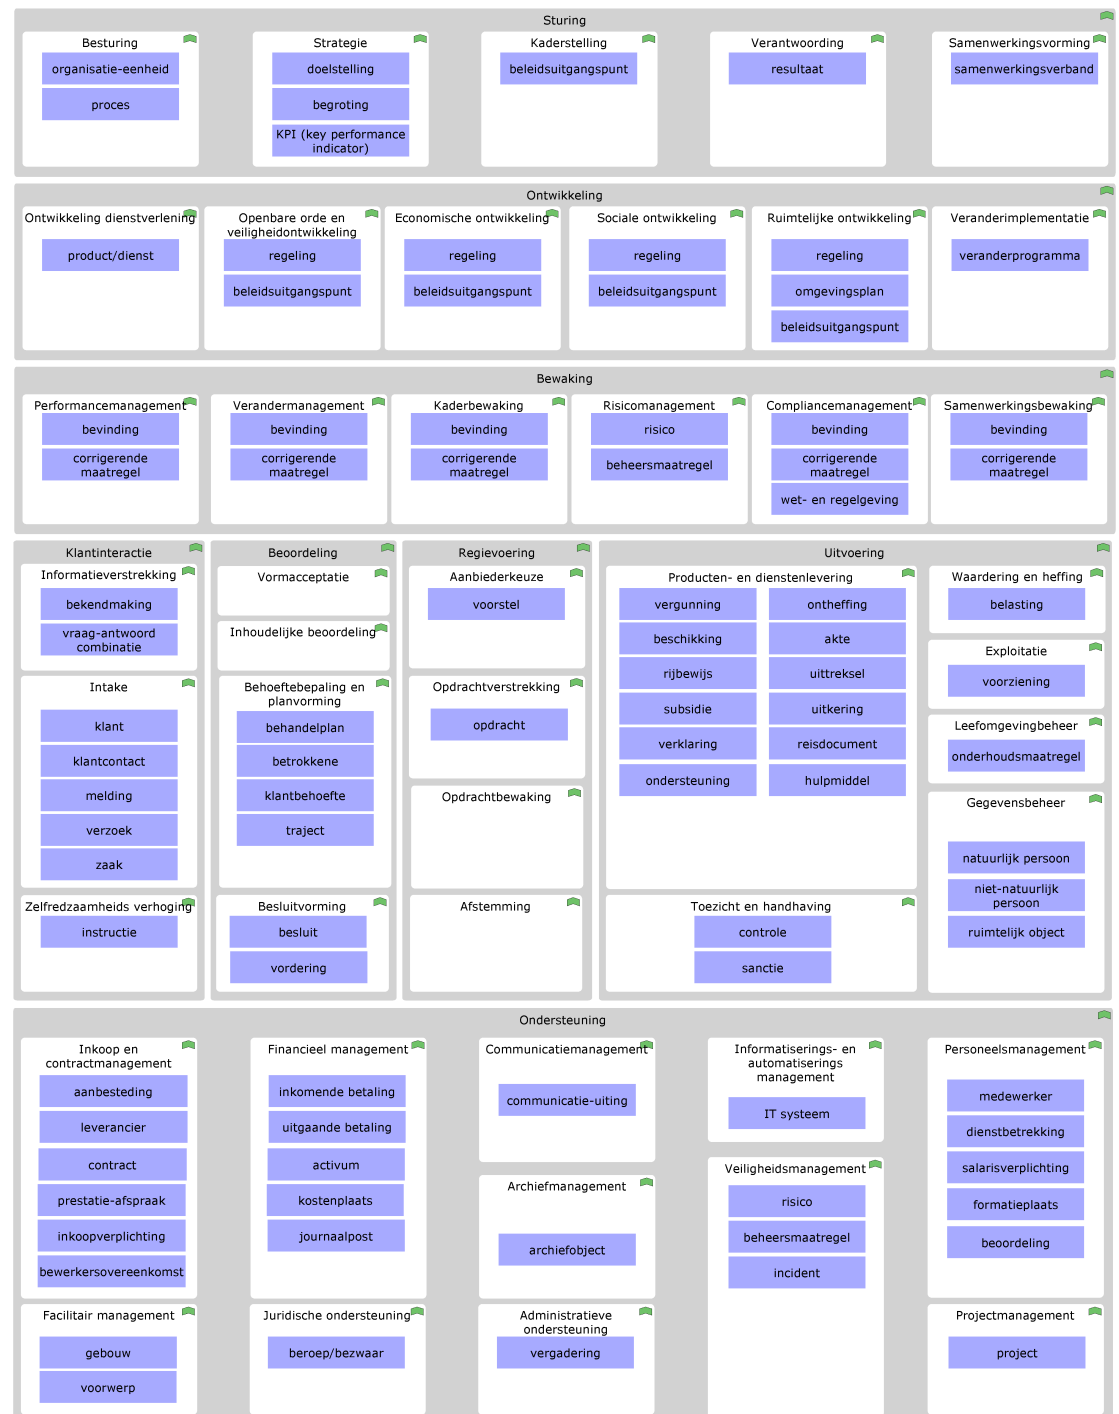 Sturing
Besturing
organisatie-eenheid
proces
Strategie
doelstelling
begroting
KPI (key performance
indicator)
Kaderstelling
beleidsuitgangspunt
Verantwoording
resultaat
Samenwerkingsvorming
samenwerkingsverband
Ontwikkeling
Ontwikkeling dienstverlening
product/dienst
Openbare orde en
veiligheidontwikkeling
regeling
beleidsuitgangspunt
Economische ontwikkeling
regeling
beleidsuitgangspunt
Sociale ontwikkeling
regeling
beleidsuitgangspunt
Ruimtelijke ontwikkeling
regeling
omgevingsplan
beleidsuitgangspunt
Veranderimplementatie
veranderprogramma
Bewaking
Performancemanagement
bevinding
corrigerende
maatregel
Verandermanagement
bevinding
corrigerende
maatregel
Kaderbewaking
bevinding
corrigerende
maatregel
Risicomanagement
risico
beheersmaatregel
Compliancemanagement
bevinding
corrigerende
maatregel
wet- en regelgeving
Samenwerkingsbewaking
bevinding
corrigerende
maatregel
Klantinteractie
Informatieverstrekking
bekendmaking
vraag-antwoord
combinatie
Intake
klant
klantcontact
melding
verzoek
zaak
Zelfredzaamheids verhoging
instructie
Beoordeling
Vormacceptatie
Inhoudelijke beoordeling
Behoeftebepaling en
planvorming
behandelplan
betrokkene
klantbehoefte
traject
Besluitvorming
besluit
vordering
Regievoering
Aanbiederkeuze
voorstel
Opdrachtverstrekking
opdracht
Opdrachtbewaking
Afstemming
Uitvoering
Producten- en dienstenlevering
vergunning
ontheffing
beschikking
akte
rijbewijs
uittreksel
subsidie
uitkering
verklaring
reisdocument
ondersteuning
hulpmiddel
Toezicht en handhaving
controle
sanctie
Waardering en heffing
belasting
Exploitatie
voorziening
Leefomgevingbeheer
onderhoudsmaatregel
Gegevensbeheer
natuurlijk persoon
niet-natuurlijk
persoon
ruimtelijk object
Ondersteuning
Inkoop en
contractmanagement
aanbesteding
leverancier
contract
prestatie-afspraak
inkoopverplichting
bewerkersovereenkomst
Facilitair management
gebouw
voorwerp
Financieel management
inkomende betaling
uitgaande betaling
activum
kostenplaats
journaalpost
Juridische ondersteuning
beroep/bezwaar
Communicatiemanagement
communicatie-uiting
Archiefmanagement
archiefobject
Administratieve
ondersteuning
vergadering
Informatiserings- en
automatiserings
management
IT systeem
Veiligheidsmanagement
risico
beheersmaatregel
incident
Personeelsmanagement
medewerker
dienstbetrekking
salarisverplichting
formatieplaats
beoordeling
Projectmanagement
project